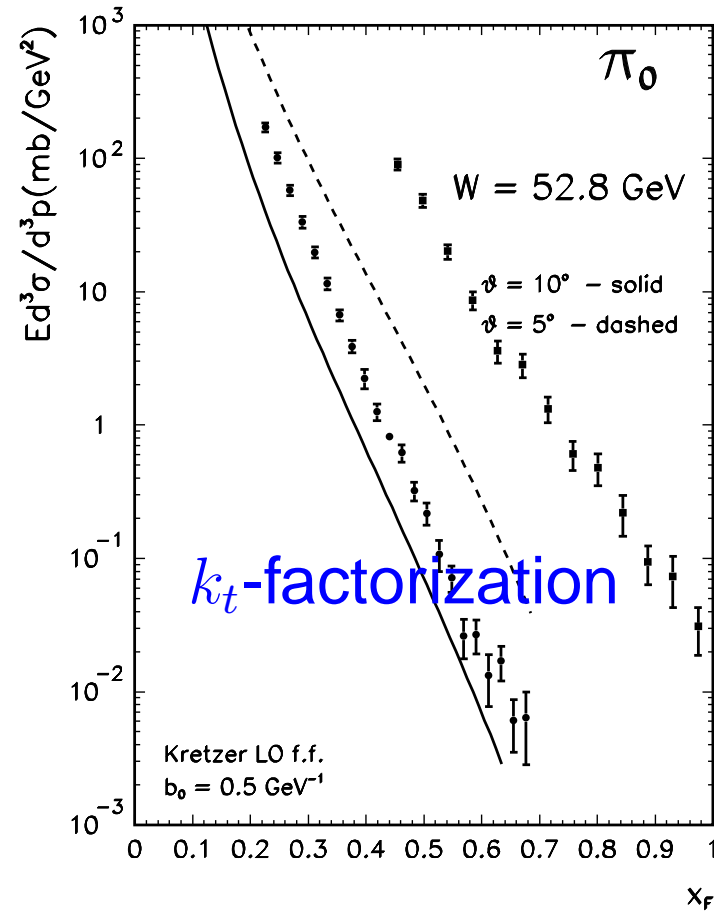 10³
10²
10
1
10⁻¹
10⁻²
10⁻³
Ed³σ/d³p(mb/GeV²)
π₀
W = 52.8 GeV
ϑ = 10° – solid
ϑ = 5° – dashed
k_t-factorization
Kretzer LO f.f.
b₀ = 0.5 GeV⁻¹
0 0.1 0.2 0.3 0.4 0.5 0.6 0.7 0.8 0.9 1
x_F